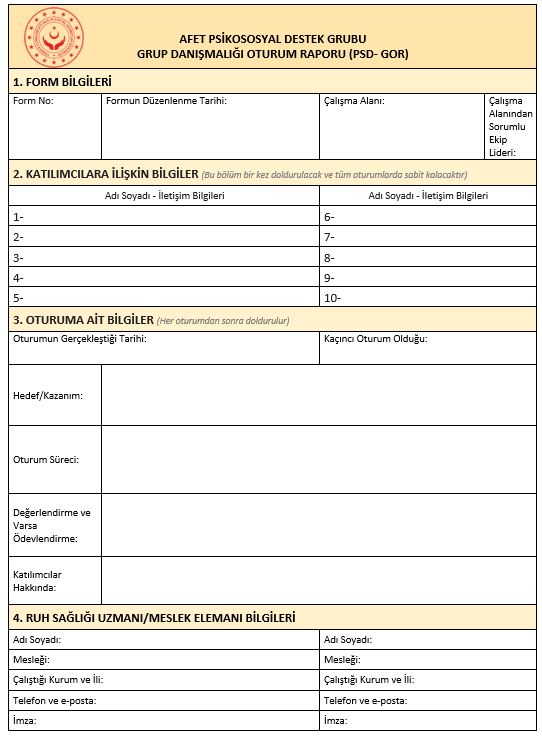 AFET PSİKOSOSYAL DESTEK GRUBU
GRUP DANIŞMALIĞI OTURUM RAPORU (PSD- GOR)
1. FORM BİLGİLERİ
Form No:
Formun Düzenlenme Tarihi:
Çalışma Alanı:
Çalışma
Alanından
Sorumlu
Ekip
Lideri:
2. KATILIMCILARA İLİŞKİN BİLGİLER (Bu bölüm bir kez doldurulacak ve tüm oturumlarda sabit kalacaktır)
Adı Soyadı - İletişim Bilgileri
Adı Soyadı - İletişim Bilgileri
1-
6-
2-
7-
3-
8-
4-
9-
5-
10-
3. OTURUMA AİT BİLGİLER (Her oturumdan sonra doldurulur)
Oturumun Gerçekleştiği Tarihi:
Kaçıncı Oturum Olduğu:
Hedef/Kazanım:
Oturum Süreci:
Değerlendirme ve
Varsa
Ödevlendirme:
Katılımcılar
Hakkında:
4. RUH SAĞLIĞI UZMANI/MESLEK ELEMANI BİLGİLERİ
Adı Soyadı:
Adı Soyadı:
Mesleği:
Mesleği:
Çalıştığı Kurum ve İli:
Çalıştığı Kurum ve İli:
Telefon ve e-posta:
Telefon ve e-posta:
İmza:
İmza: